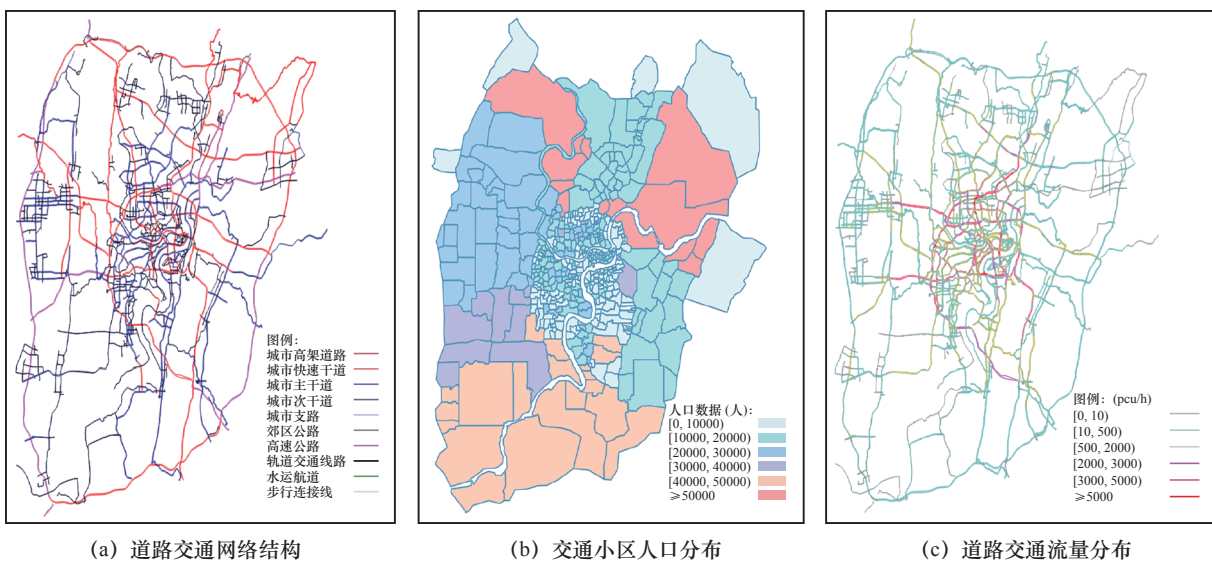 图例：
城市高架道路
城市快速干道
城市主干道
城市次干道
城市支路
郊区公路
高速公路
轨道交通线路
水运航道
步行连接线
人口数据 (人)：
[0, 10000)
[10000, 20000)
[20000, 30000)
[30000, 40000)
[40000, 50000)
≥50000
图例：(pcu/h)
[0, 10)
[10, 500)
[500, 2000)
[2000, 3000)
[3000, 5000)
≥5000
(a) 道路交通网络结构
(b) 交通小区人口分布
(c) 道路交通流量分布